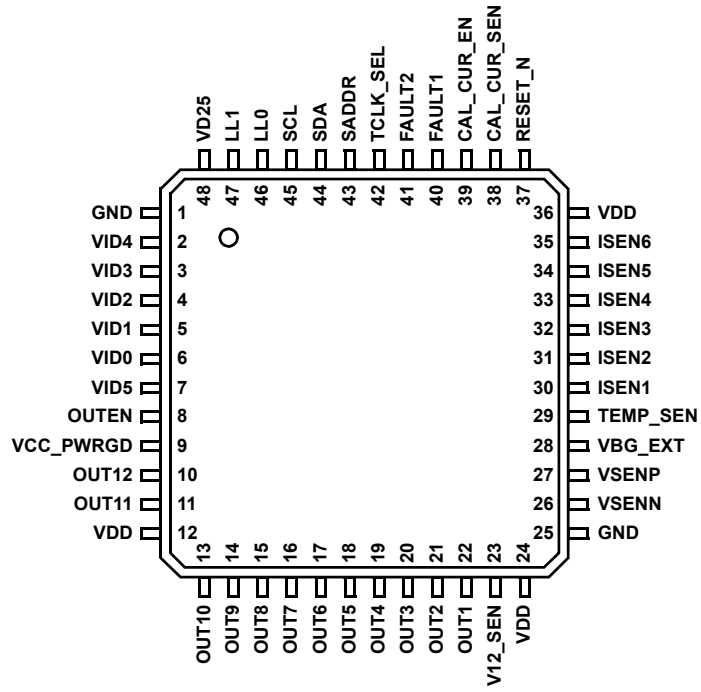 VD25
LL1
LL0
SCL
SDA
SADDR
TCLK_SEL
FAULT2
FAULT1
CAL_CUR_EN
CAL_CUR_SEN
RESET_N
48
47
46
45
44
43
42
41
40
39
38
37
GND 1
VID4 2
VID3 3
VID2 4
VID1 5
VID0 6
VID5 7
OUTEN 8
VCC_PWRGD 9
OUT12 10
OUT11 11
VDD 12
36 VDD
35 ISEN6
34 ISEN5
33 ISEN4
32 ISEN3
31 ISEN2
30 ISEN1
29 TEMP_SEN
28 VBG_EXT
27 VSENP
26 VSENN
25 GND
13
14
15
16
17
18
19
20
21
22
23
24
OUT10
OUT9
OUT8
OUT7
OUT6
OUT5
OUT4
OUT3
OUT2
OUT1
V12_SEN
VDD